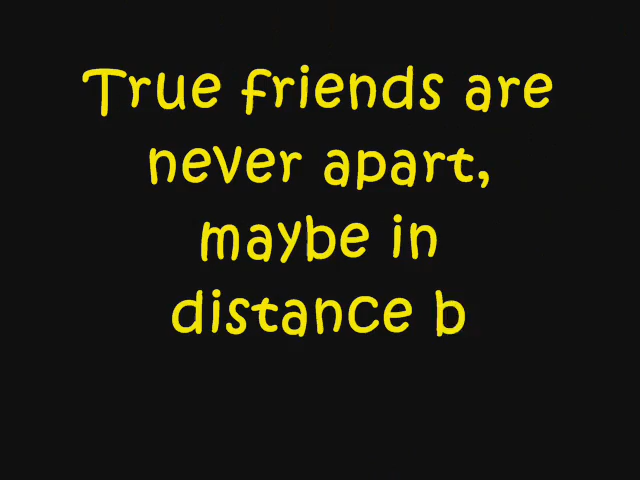 True friends are
never apart,
maybe in
distance b